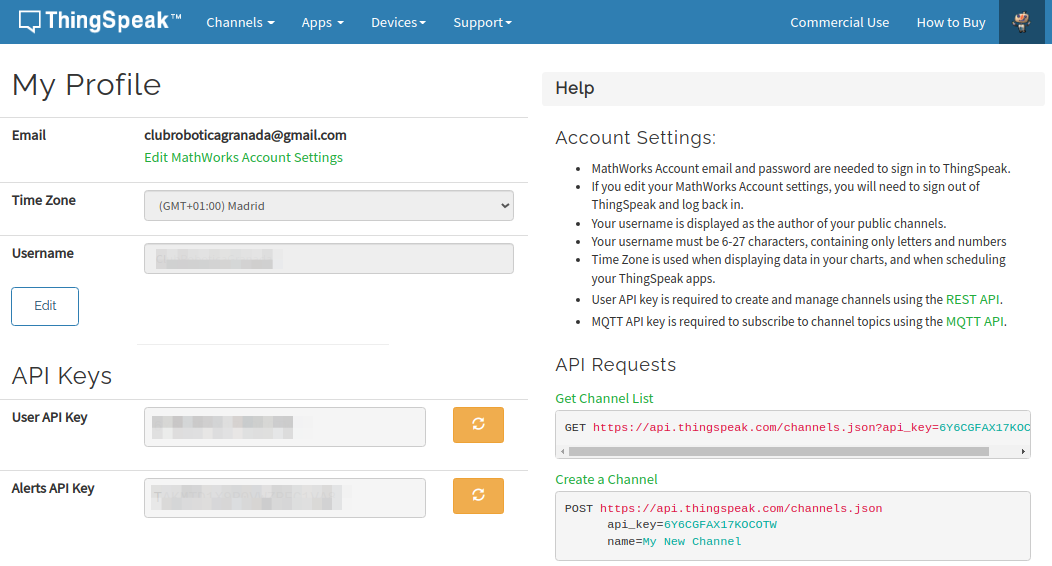 ThingSpeak™ Channels Apps Devices Support Commercial Use How to Buy
My Profile
Email clubroboticagranada@gmail.com
Edit MathWorks Account Settings
Time Zone (GMT+01:00) Madrid
Username
Edit
API Keys
User API Key
Alerts API Key
Help
Account Settings:
• MathWorks Account email and password are needed to sign in to ThingSpeak.
• If you edit your MathWorks Account settings, you will need to sign out of
ThingSpeak and log back in.
• Your username is displayed as the author of your public channels.
• Your username must be 6-27 characters, containing only letters and numbers
• Time Zone is used when displaying data in your charts, and when scheduling
your ThingSpeak apps.
• User API key is required to create and manage channels using the REST API.
• MQTT API key is required to subscribe to channel topics using the MQTT API.
API Requests
Get Channel List
GET https://api.thingspeak.com/channels.json?api_key=6Y6CGFAX17KOC
Create a Channel
POST https://api.thingspeak.com/channels.json
api_key=6Y6CGFAX17KOCOTW
name=My New Channel